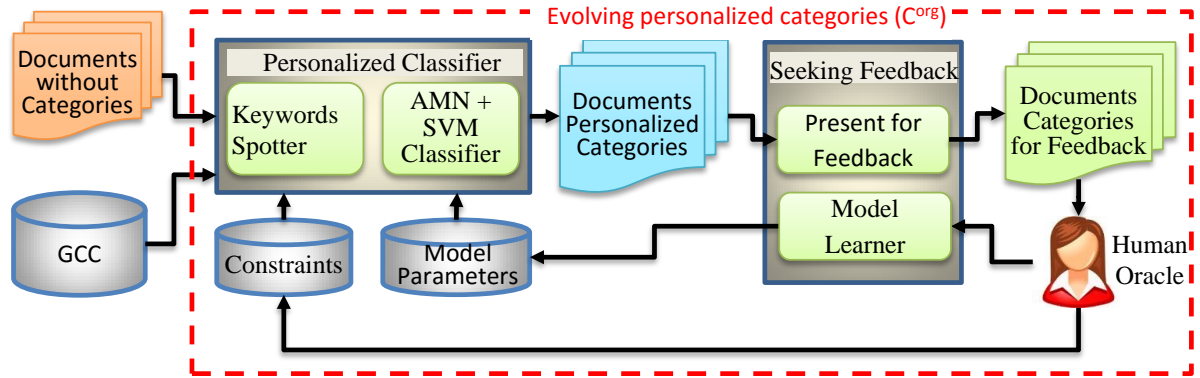 Evolving personalized categories (C^org)
Documents
without
Categories
Personalized Classifier
Keywords
Spotter
AMN +
SVM
Classifier
Documents
Personalized
Categories
Seeking Feedback
Present for
Feedback
Documents
Categories
for Feedback
GCC
Constraints
Model
Parameters
Model
Learner
Human
Oracle